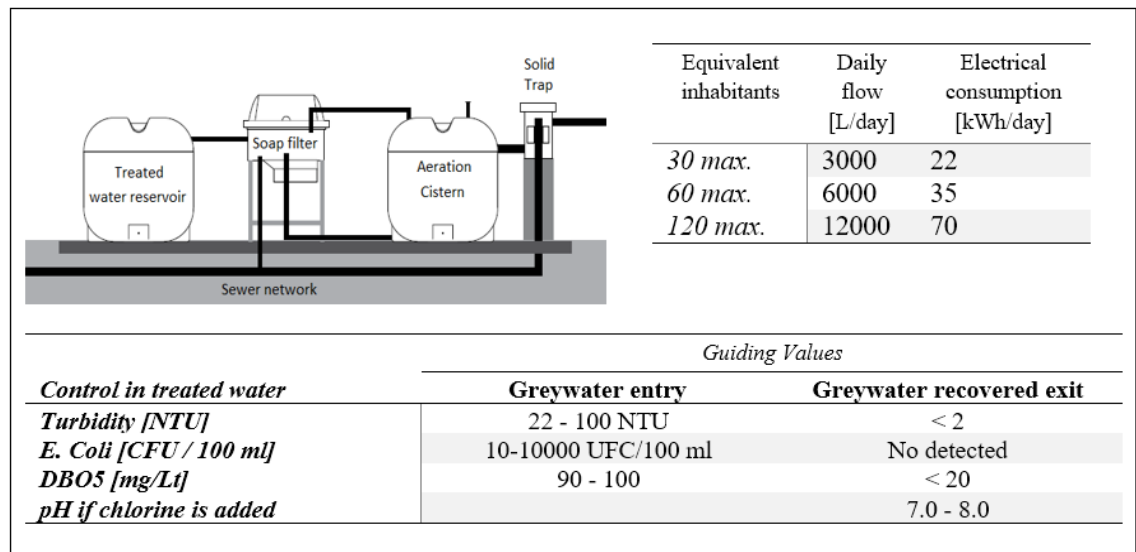 Solid
Trap
Soap filter
Treated
water reservoir
Aeration
Cistern
Sewer network
Equivalent inhabitants Daily flow [L/day] Electrical consumption [kWh/day]
30 max. 3000 22
60 max. 6000 35
120 max. 12000 70
Guiding Values
Control in treated water Greywater entry Greywater recovered exit
Turbidity [NTU] 22 - 100 NTU < 2
E. Coli [CFU / 100 ml] 10-10000 UFC/100 ml No detected
DBO5 [mg/Lt] 90 - 100 < 20
pH if chlorine is added 7.0 - 8.0